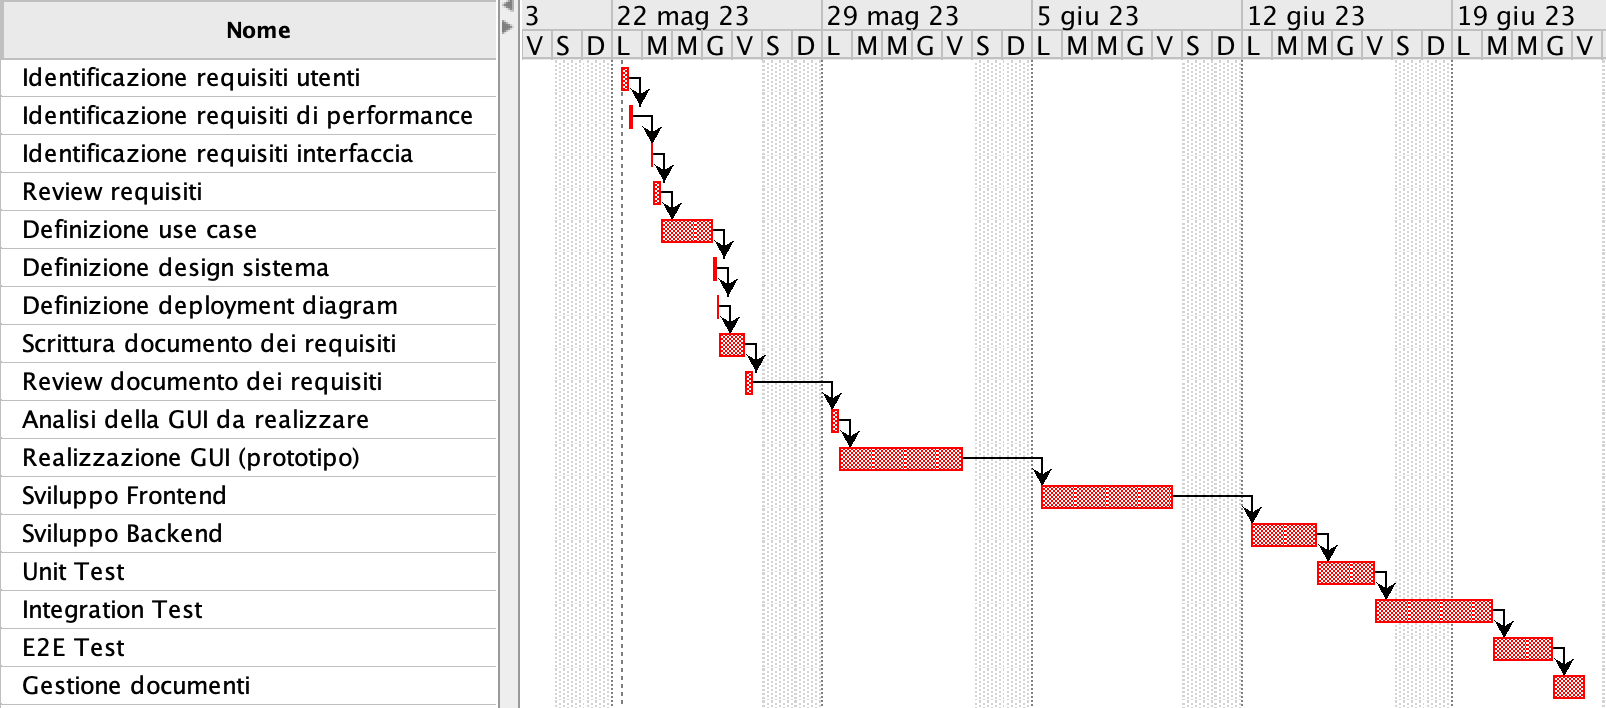 Nome
3 22 mag 23 29 mag 23 5 giu 23 12 giu 23 19 giu 23
V S D L M M G V S D L M M G V S D L M M G V S D L M M G V S D L M M G V
Identificazione requisiti utenti
Identificazione requisiti di performance
Identificazione requisiti interfaccia
Review requisiti
Definizione use case
Definizione design sistema
Definizione deployment diagram
Scrittura documento dei requisiti
Review documento dei requisiti
Analisi della GUI da realizzare
Realizzazione GUI (prototipo)
Sviluppo Frontend
Sviluppo Backend
Unit Test
Integration Test
E2E Test
Gestione documenti